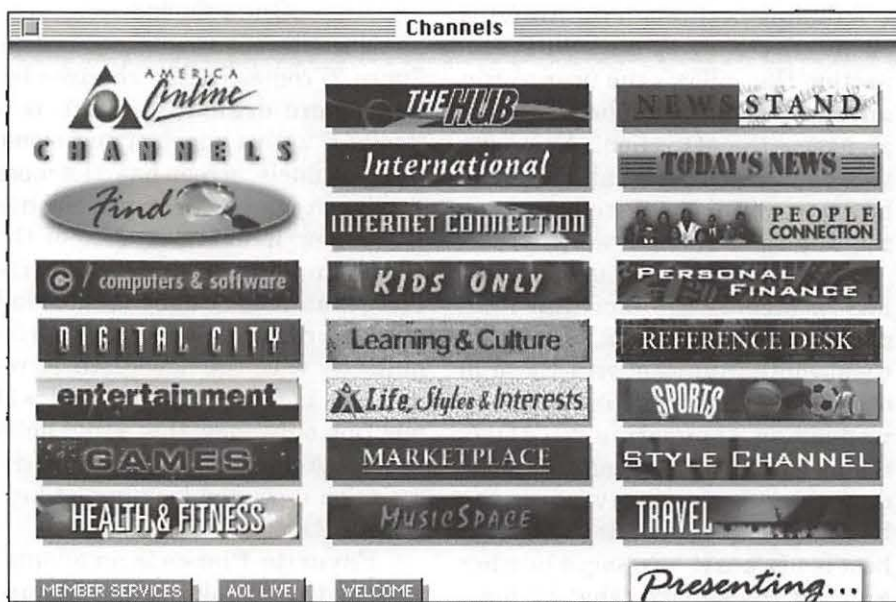 Channels
AMERICA
Online
CHANNELS
Find
computers & software
DIGITAL CITY
entertainment
GAMES
HEALTH & FITNESS
THE HUB
International
INTERNET CONNECTION
KIDS ONLY
Learning & Culture
Life, Styles & Interests
MARKETPLACE
MUSICSPACE
NEWSSTAND
TODAY'S NEWS
PEOPLE
CONNECTION
PERSONAL
FINANCE
REFERENCE DESK
SPORTS
STYLE CHANNEL
TRAVEL
MEMBER SERVICES
AOL LIVE!
WELCOME
Presenting...